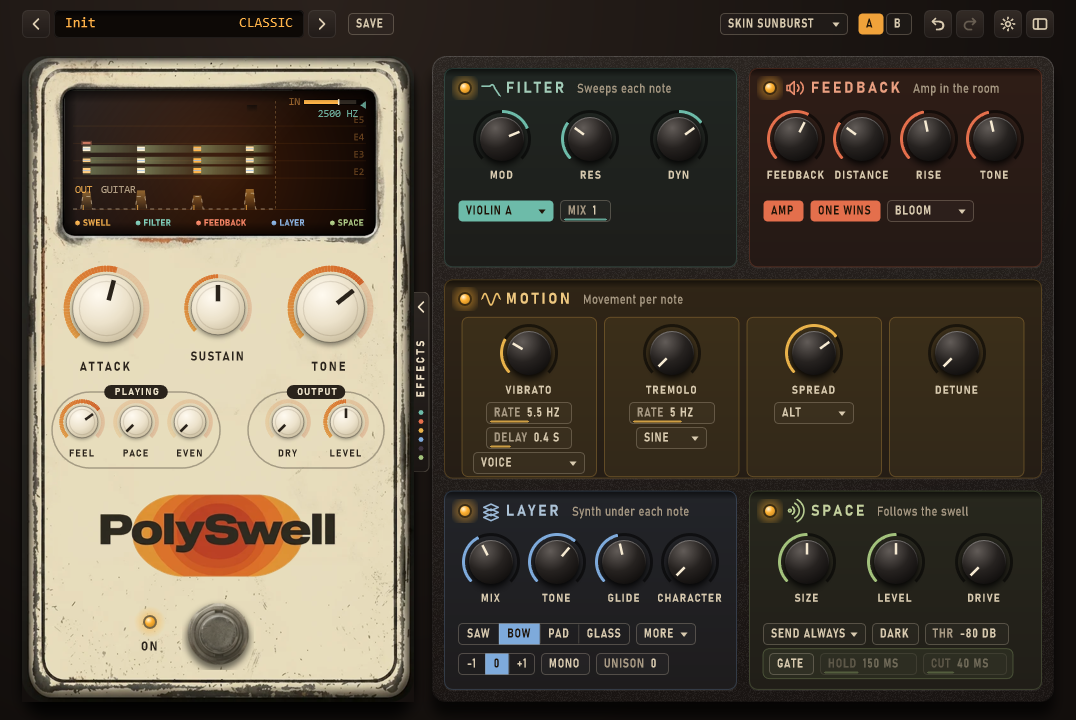 Init CLASSIC
SAVE
SKIN SUNBURST
A B
IN
2500 HZ
E5
E4
E3
E2
OUT GUITAR
SWELL FILTER FEEDBACK LAYER SPACE
ATTACK
SUSTAIN
TONE
PLAYING
OUTPUT
FEEL PACE EVEN
DRY LEVEL
PolySwell
ON
EFFECTS
FILTER Sweeps each note
MOD RES DYN
VIOLIN A
MIX 1
FEEDBACK Amp in the room
FEEDBACK DISTANCE RISE TONE
AMP ONE WINS BLOOM
MOTION Movement per note
VIBRATO
RATE 5.5 HZ
DELAY 0.4 S
VOICE
TREMOLO
RATE 5 HZ
SINE
SPREAD
ALT
DETUNE
LAYER Synth under each note
MIX TONE GLIDE CHARACTER
SAW BOW PAD GLASS MORE
-1 0 +1 MONO UNISON 0
SPACE Follows the swell
SIZE LEVEL DRIVE
SEND ALWAYS DARK THR -80 DB
GATE HOLD 150 MS CUT 40 MS